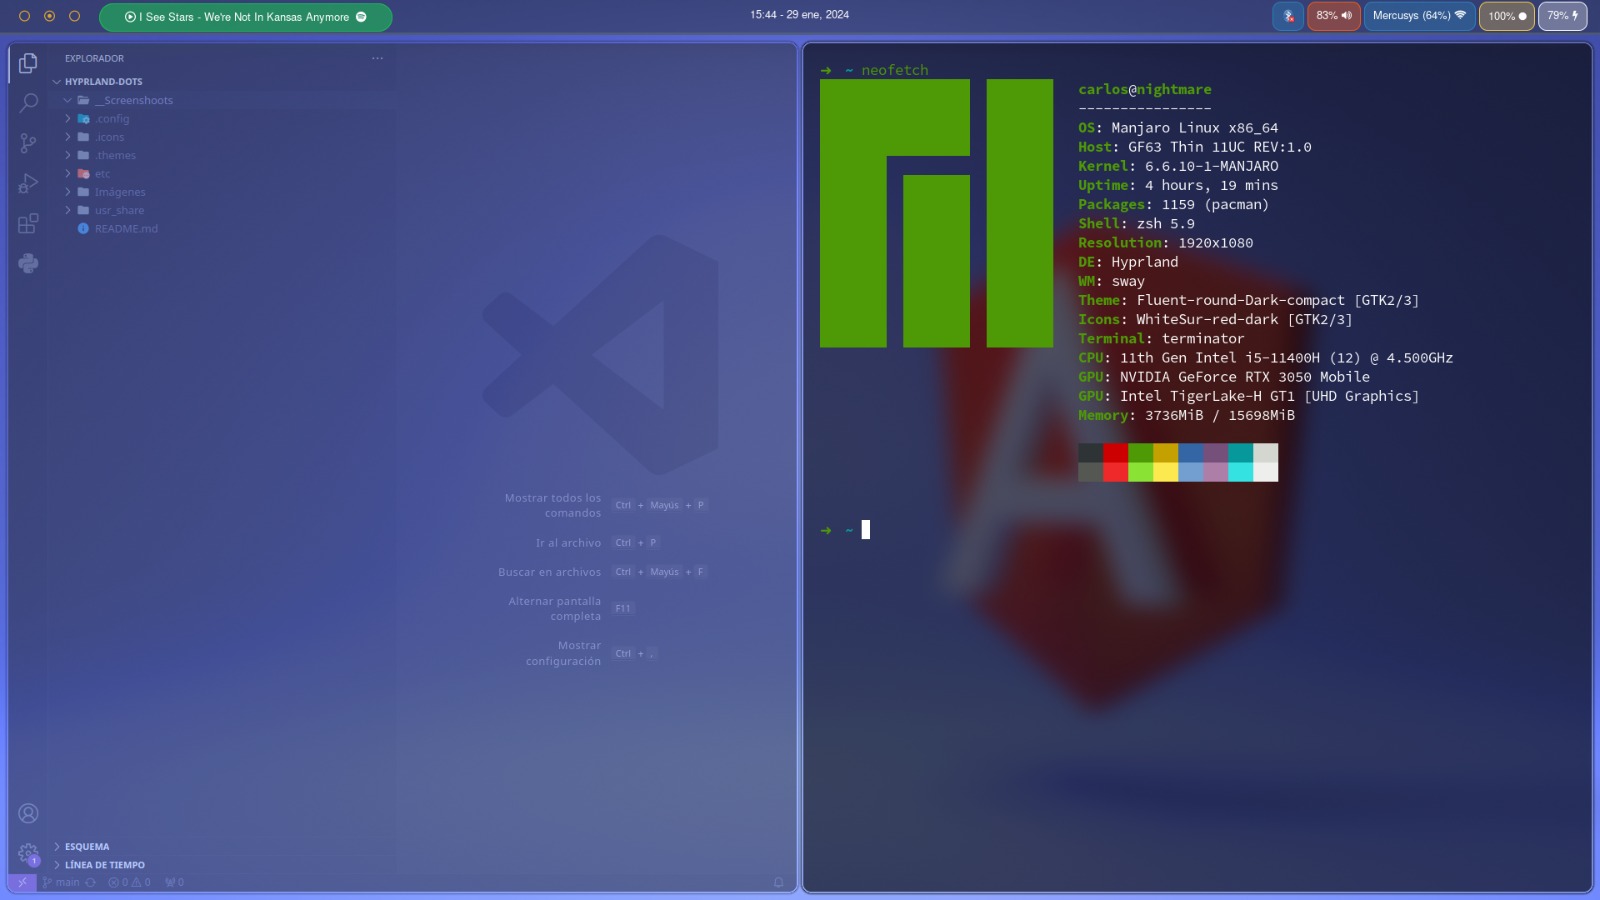 I See Stars - We're Not In Kansas Anymore
15:44 - 29 ene, 2024
83%
Mercusys (64%)
100%
79%
EXPLORADOR
HYPRLAND-DOTS
__Screenshoots
.config
.icons
.themes
etc
Imágenes
usr_share
README.md
Mostrar todos los
comandos
Ctrl + Mayús + P
Ir al archivo
Ctrl + P
Buscar en archivos
Ctrl + Mayús + F
Alternar pantalla
completa
F11
Mostrar
configuración
Ctrl + ,
1
ESQUEMA
LÍNEA DE TIEMPO
main
0
0
0
➜ ~ neofetch
carlos@nightmare
----------------
OS: Manjaro Linux x86_64
Host: GF63 Thin 11UC REV:1.0
Kernel: 6.6.10-1-MANJARO
Uptime: 4 hours, 19 mins
Packages: 1159 (pacman)
Shell: zsh 5.9
Resolution: 1920x1080
DE: Hyprland
WM: sway
Theme: Fluent-round-Dark-compact [GTK2/3]
Icons: WhiteSur-red-dark [GTK2/3]
Terminal: terminator
CPU: 11th Gen Intel i5-11400H (12) @ 4.500GHz
GPU: NVIDIA GeForce RTX 3050 Mobile
GPU: Intel TigerLake-H GT1 [UHD Graphics]
Memory: 3736MiB / 15698MiB
➜ ~